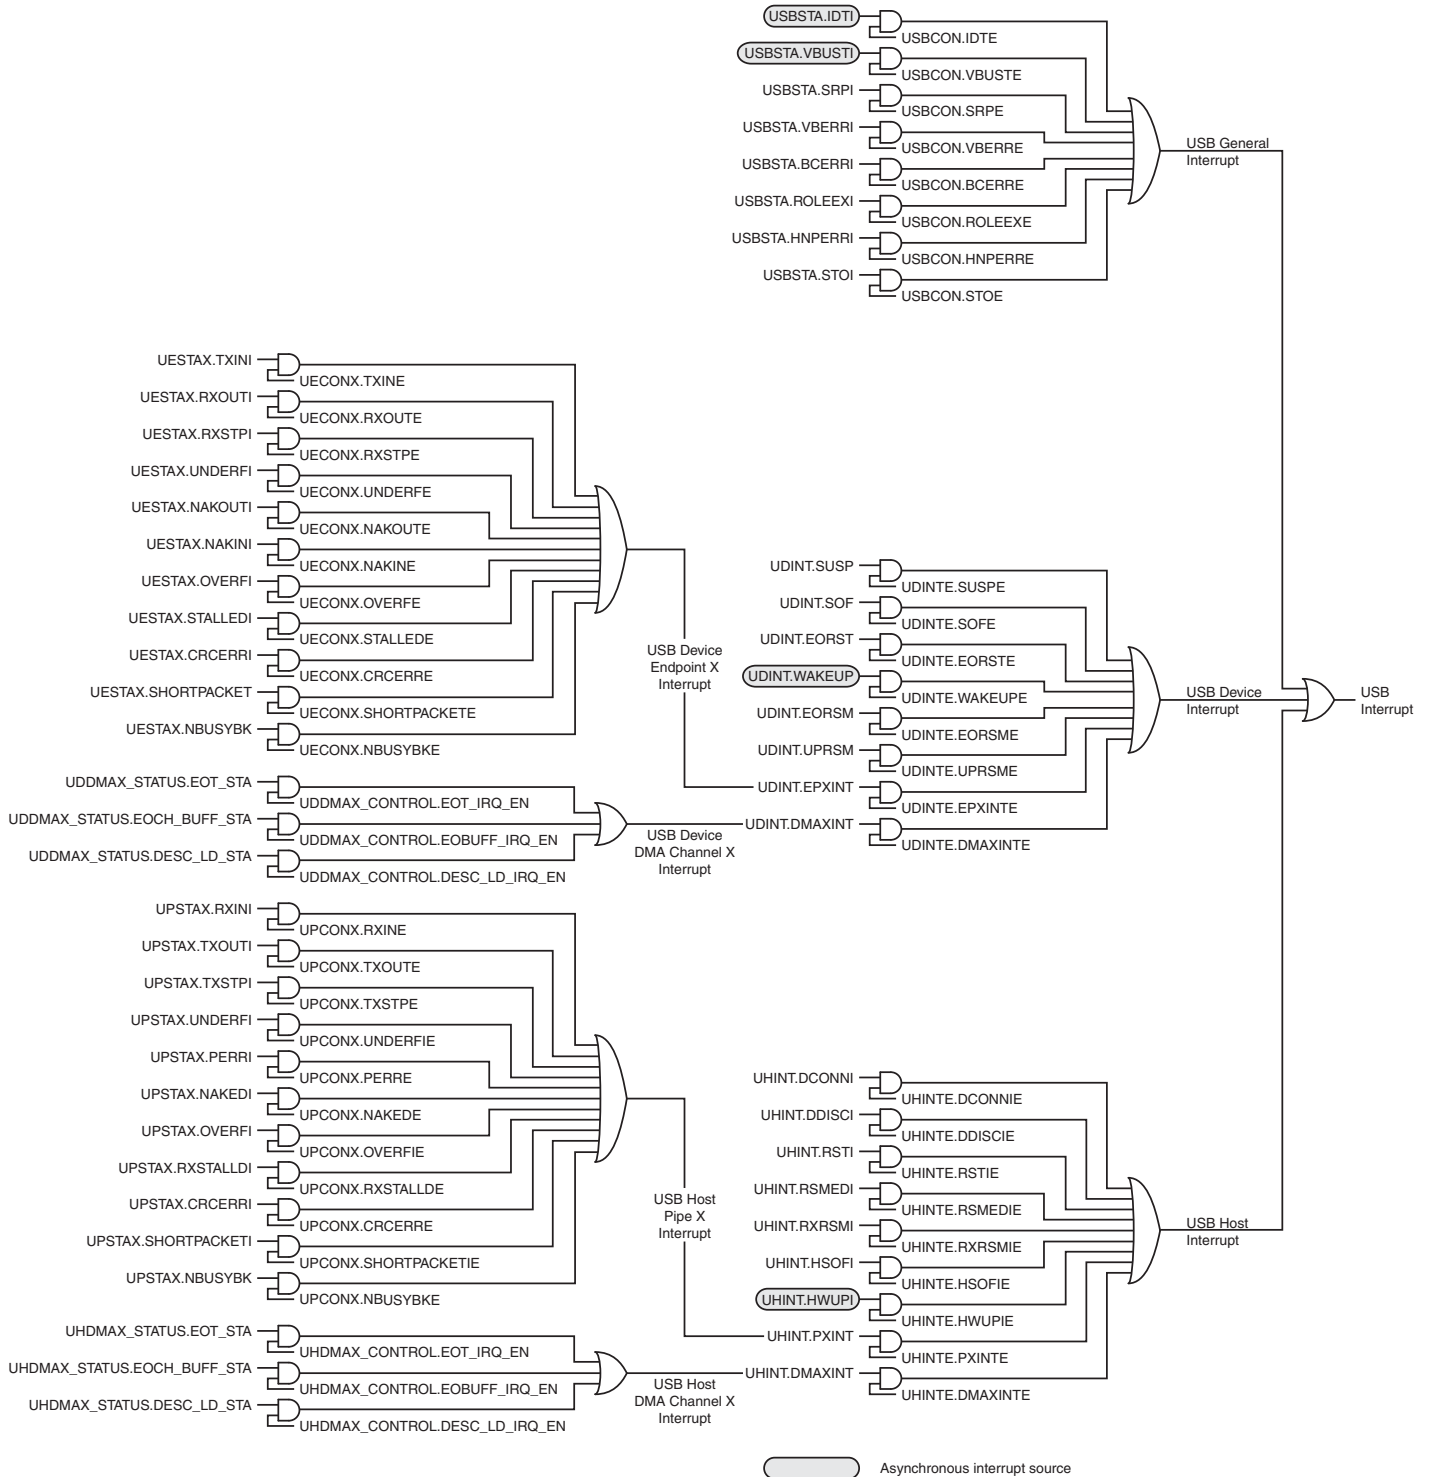 USBSTA.IDTI
USBCON.IDTE
USBSTA.VBUSTI
USBCON.VBUSTE
USBSTA.SRPI
USBCON.SRPE
USBSTA.VBERRI
USBCON.VBERRE
USBSTA.BCERRI
USBCON.BCERRE
USBSTA.ROLEEXI
USBCON.ROLEEXE
USBSTA.HNPERRI
USBCON.HNPERRE
USBSTA.STOI
USBCON.STOE
USB General
Interrupt
UESTAX.TXINI
UECONX.TXINE
UESTAX.RXOUTI
UECONX.RXOUTE
UESTAX.RXSTPI
UECONX.RXSTPE
UESTAX.UNDERFI
UECONX.UNDERFE
UESTAX.NAKOUTI
UECONX.NAKOUTE
UESTAX.NAKINI
UECONX.NAKINE
UESTAX.OVERFI
UECONX.OVERFE
UESTAX.STALLEDI
UECONX.STALLEDE
UESTAX.CRCERRI
UECONX.CRCERRE
UESTAX.SHORTPACKET
UECONX.SHORTPACKETE
UESTAX.NBUSYBK
UECONX.NBUSYBKE
USB Device
Endpoint X
Interrupt
UDDMAX_STATUS.EOT_STA
UDDMAX_CONTROL.EOT_IRQ_EN
UDDMAX_STATUS.EOCH_BUFF_STA
UDDMAX_CONTROL.EOBUFF_IRQ_EN
UDDMAX_STATUS.DESC_LD_STA
UDDMAX_CONTROL.DESC_LD_IRQ_EN
USB Device
DMA Channel X
Interrupt
UDINT.SUSP
UDINTE.SUSPE
UDINT.SOF
UDINTE.SOFE
UDINT.EORST
UDINTE.EORSTE
UDINT.WAKEUP
UDINTE.WAKEUPE
UDINT.EORSM
UDINTE.EORSME
UDINT.UPRSM
UDINTE.UPRSME
UDINT.EPXINT
UDINTE.EPXINTE
UDINT.DMAXINT
UDINTE.DMAXINTE
USB Device
Interrupt
USB
Interrupt
UPSTAX.RXINI
UPCONX.RXINE
UPSTAX.TXOUTI
UPCONX.TXOUTE
UPSTAX.TXSTPI
UPCONX.TXSTPE
UPSTAX.UNDERFI
UPCONX.UNDERFIE
UPSTAX.PERRI
UPCONX.PERRE
UPSTAX.NAKEDI
UPCONX.NAKEDE
UPSTAX.OVERFI
UPCONX.OVERFIE
UPSTAX.RXSTALLDI
UPCONX.RXSTALLDE
UPSTAX.CRCERRI
UPCONX.CRCERRE
UPSTAX.SHORTPACKETI
UPCONX.SHORTPACKETIE
UPSTAX.NBUSYBK
UPCONX.NBUSYBKE
USB Host
Pipe X
Interrupt
UHDMAX_STATUS.EOT_STA
UHDMAX_CONTROL.EOT_IRQ_EN
UHDMAX_STATUS.EOCH_BUFF_STA
UHDMAX_CONTROL.EOBUFF_IRQ_EN
UHDMAX_STATUS.DESC_LD_STA
UHDMAX_CONTROL.DESC_LD_IRQ_EN
USB Host
DMA Channel X
Interrupt
UHINT.DCONNI
UHINTE.DCONNIE
UHINT.DDISCI
UHINTE.DDISCIE
UHINT.RSTI
UHINTE.RSTIE
UHINT.RSMEDI
UHINTE.RSMEDIE
UHINT.RXRSMI
UHINTE.RXRSMIE
UHINT.HSOFI
UHINTE.HSOFIE
UHINT.HWUPI
UHINTE.HWUPIE
UHINT.PXINT
UHINTE.PXINTE
UHINT.DMAXINT
UHINTE.DMAXINTE
USB Host
Interrupt
Asynchronous interrupt source